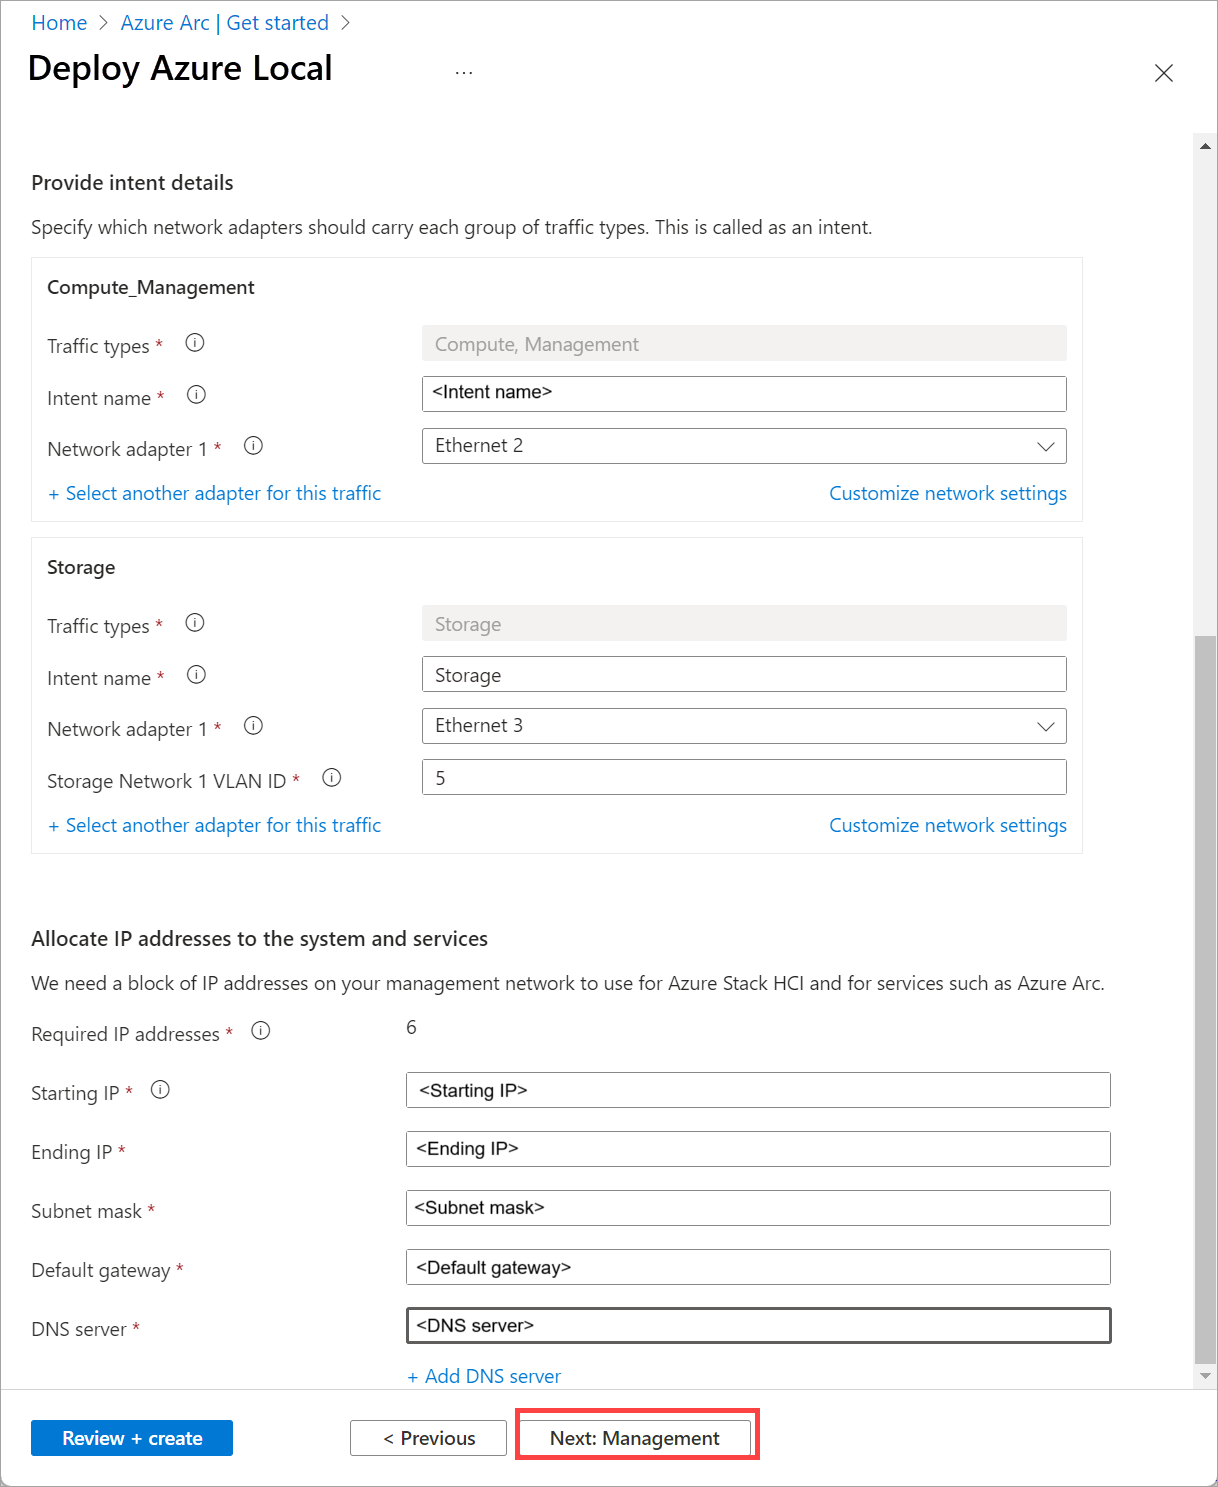 Home > Azure Arc | Get started >
Deploy Azure Local ...
Provide intent details
Specify which network adapters should carry each group of traffic types. This is called as an intent.
Compute_Management
Traffic types * Compute, Management
Intent name * <Intent name>
Network adapter 1 * Ethernet 2
+ Select another adapter for this traffic Customize network settings
Storage
Traffic types * Storage
Intent name * Storage
Network adapter 1 * Ethernet 3
Storage Network 1 VLAN ID * 5
+ Select another adapter for this traffic Customize network settings
Allocate IP addresses to the system and services
We need a block of IP addresses on your management network to use for Azure Stack HCI and for services such as Azure Arc.
Required IP addresses * 6
Starting IP * <Starting IP>
Ending IP * <Ending IP>
Subnet mask * <Subnet mask>
Default gateway * <Default gateway>
DNS server * <DNS server>
+ Add DNS server
Review + create < Previous Next: Management